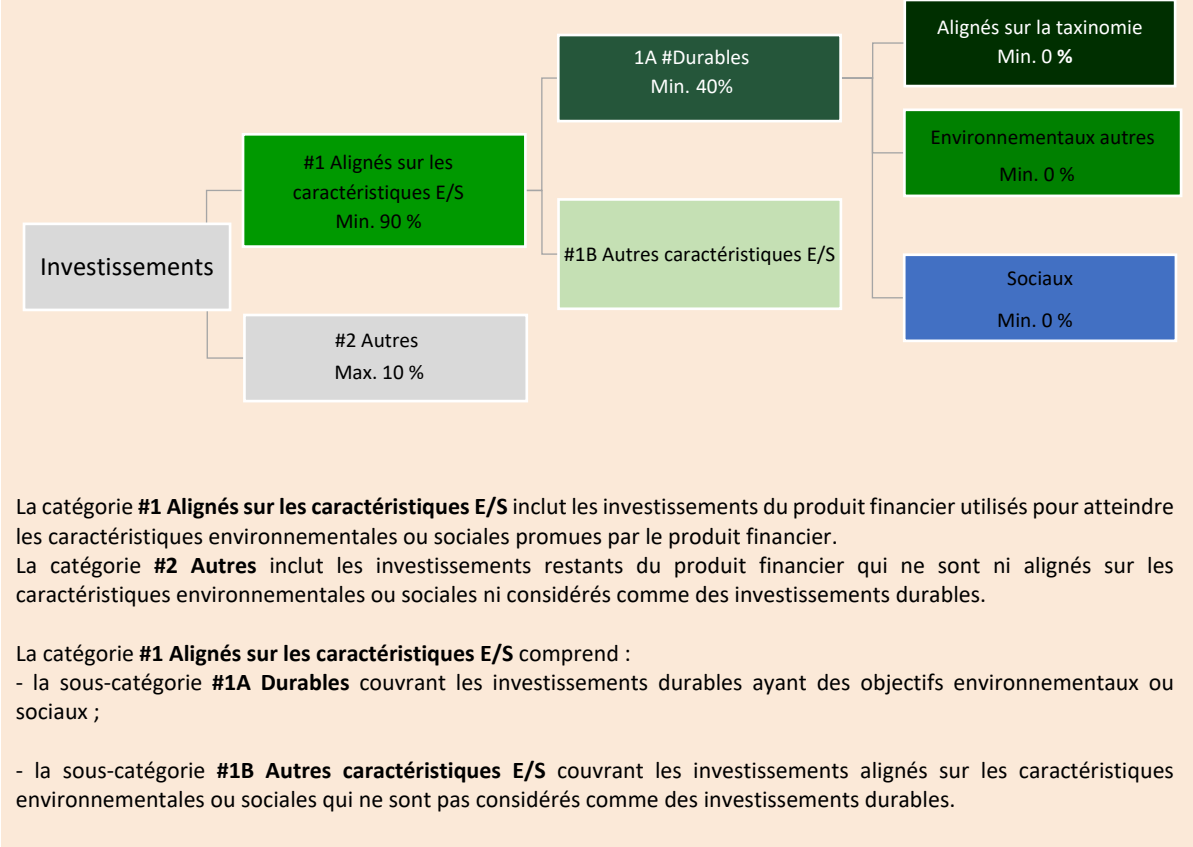 Alignés sur la taxinomie
Min. 0 %
1A #Durables
Min. 40%
Environnementaux autres
Min. 0 %
#1 Alignés sur les
caractéristiques E/S
Min. 90 %
#1B Autres caractéristiques E/S
Investissements
Sociaux
Min. 0 %
#2 Autres
Max. 10 %
La catégorie #1 Alignés sur les caractéristiques E/S inclut les investissements du produit financier utilisés pour atteindre
les caractéristiques environnementales ou sociales promues par le produit financier.
La catégorie #2 Autres inclut les investissements restants du produit financier qui ne sont ni alignés sur les
caractéristiques environnementales ou sociales ni considérés comme des investissements durables.
La catégorie #1 Alignés sur les caractéristiques E/S comprend :
- la sous-catégorie #1A Durables couvrant les investissements durables ayant des objectifs environnementaux ou
sociaux ;
- la sous-catégorie #1B Autres caractéristiques E/S couvrant les investissements alignés sur les caractéristiques
environnementales ou sociales qui ne sont pas considérés comme des investissements durables.